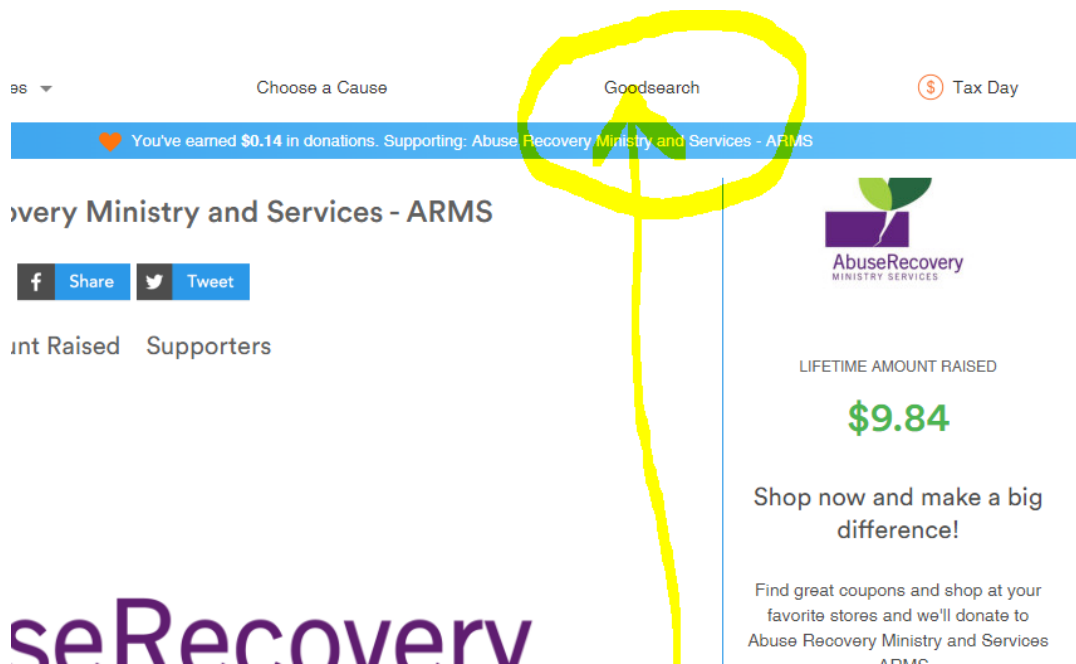 es
Choose a Cause
Goodsearch
$ Tax Day
You've earned $0.14 in donations. Supporting: Abuse Recovery Ministry and Services - ARMS
overy Ministry and Services - ARMS
f Share Tweet
unt Raised Supporters
AbuseRecovery
MINISTRY SERVICES
LIFETIME AMOUNT RAISED
$9.84
Shop now and make a big
difference!
Find great coupons and shop at your
favorite stores and we'll donate to
Abuse Recovery Ministry and Services
ARMS
seRecovery